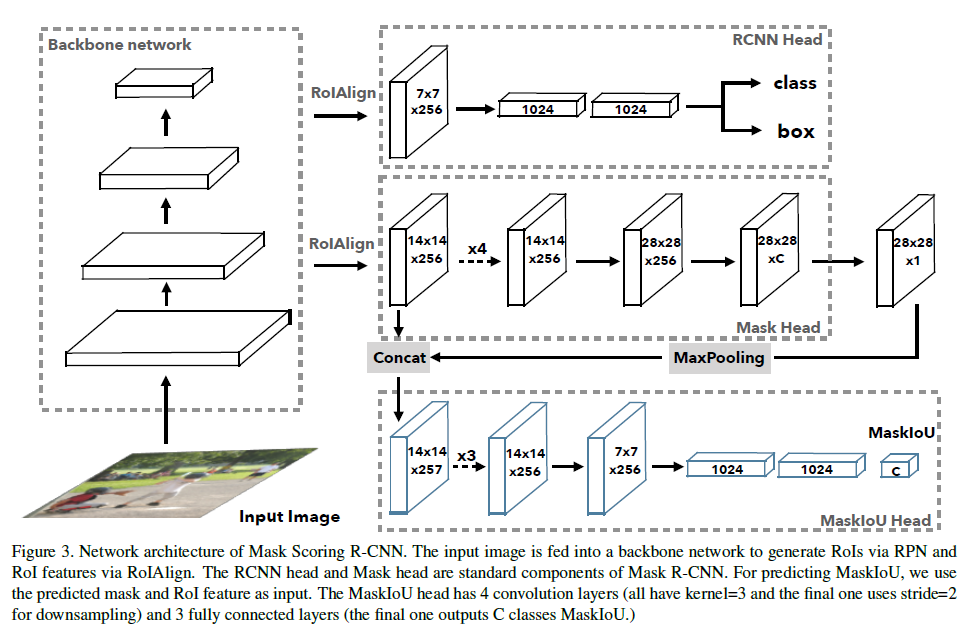 Backbone network
RCNN Head
RoIAlign
7x7
x256
1024
1024
class
box
RoIAlign
14x14
x256
x4
14x14
x256
28x28
x256
28x28
xC
28x28
x1
Mask Head
Concat
MaxPooling
14x14
x257
x3
14x14
x256
7x7
x256
1024
1024
MaskIoU
C
MaskIoU Head
Input Image
Figure 3. Network architecture of Mask Scoring R-CNN. The input image is fed into a backbone network to generate RoIs via RPN and
RoI features via RoIAlign. The RCNN head and Mask head are standard components of Mask R-CNN. For predicting MaskIoU, we use
the predicted mask and RoI feature as input. The MaskIoU head has 4 convolution layers (all have kernel=3 and the final one uses stride=2
for downsampling) and 3 fully connected layers (the final one outputs C classes MaskIoU.)